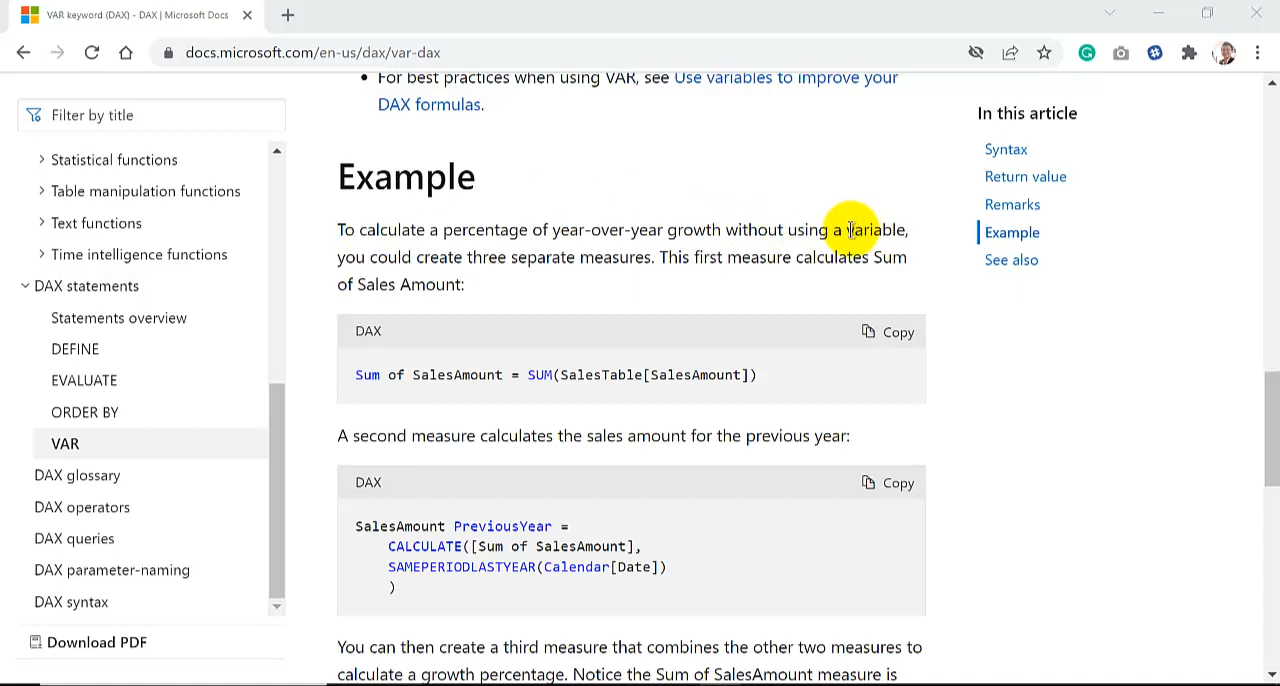 VAR keyword (DAX) - DAX | Microsoft Docs
docs.microsoft.com/en-us/dax/var-dax
• For best practices when using VAR, see Use variables to improve your
DAX formulas.
Filter by title
Statistical functions
Table manipulation functions
Text functions
Time intelligence functions
DAX statements
Statements overview
DEFINE
EVALUATE
ORDER BY
VAR
DAX glossary
DAX operators
DAX queries
DAX parameter-naming
DAX syntax
Download PDF
Example
To calculate a percentage of year-over-year growth without using a variable,
you could create three separate measures. This first measure calculates Sum
of Sales Amount:
DAX
Copy
Sum of SalesAmount = SUM(SalesTable[SalesAmount])
A second measure calculates the sales amount for the previous year:
DAX
Copy
SalesAmount PreviousYear =
CALCULATE([Sum of SalesAmount],
SAMEPERIODLASTYEAR(Calendar[Date])
)
You can then create a third measure that combines the other two measures to
calculate a growth percentage. Notice the Sum of SalesAmount measure is
In this article
Syntax
Return value
Remarks
Example
See also